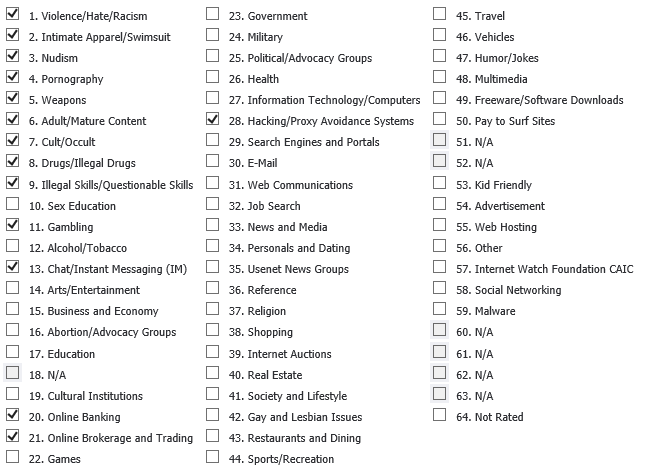 1. Violence/Hate/Racism
2. Intimate Apparel/Swimsuit
3. Nudism
4. Pornography
5. Weapons
6. Adult/Mature Content
7. Cult/Occult
8. Drugs/Illegal Drugs
9. Illegal Skills/Questionable Skills
10. Sex Education
11. Gambling
12. Alcohol/Tobacco
13. Chat/Instant Messaging (IM)
14. Arts/Entertainment
15. Business and Economy
16. Abortion/Advocacy Groups
17. Education
18. N/A
19. Cultural Institutions
20. Online Banking
21. Online Brokerage and Trading
22. Games
23. Government
24. Military
25. Political/Advocacy Groups
26. Health
27. Information Technology/Computers
28. Hacking/Proxy Avoidance Systems
29. Search Engines and Portals
30. E-Mail
31. Web Communications
32. Job Search
33. News and Media
34. Personals and Dating
35. Usenet News Groups
36. Reference
37. Religion
38. Shopping
39. Internet Auctions
40. Real Estate
41. Society and Lifestyle
42. Gay and Lesbian Issues
43. Restaurants and Dining
44. Sports/Recreation
45. Travel
46. Vehicles
47. Humor/Jokes
48. Multimedia
49. Freeware/Software Downloads
50. Pay to Surf Sites
51. N/A
52. N/A
53. Kid Friendly
54. Advertisement
55. Web Hosting
56. Other
57. Internet Watch Foundation CAIC
58. Social Networking
59. Malware
60. N/A
61. N/A
62. N/A
63. N/A
64. Not Rated